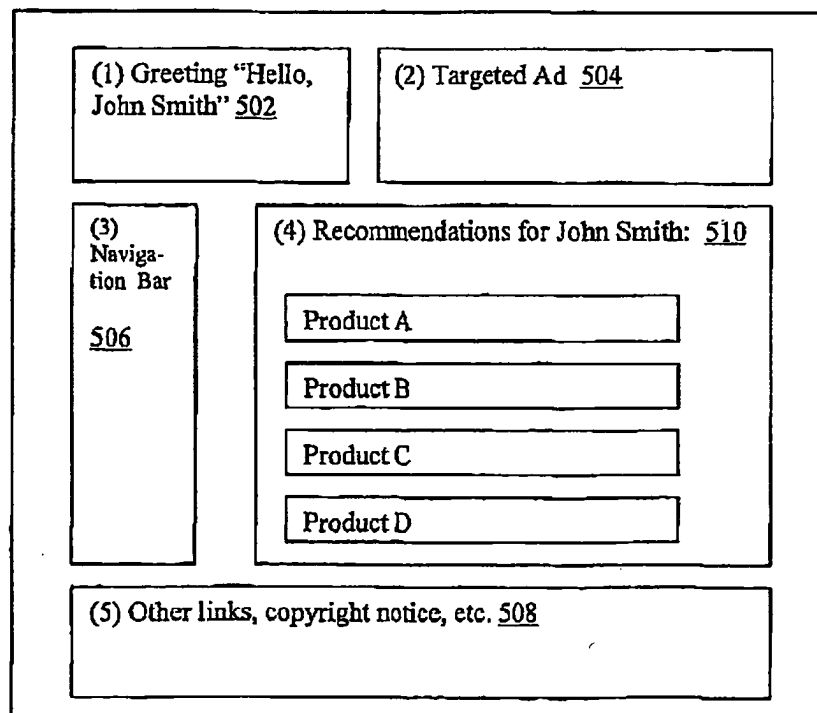 (1) Greeting “Hello,
John Smith” 502
(2) Targeted Ad 504
(3)
Naviga-
tion Bar
506
(4) Recommendations for John Smith: 510
Product A
Product B
Product C
Product D
(5) Other links, copyright notice, etc. 508